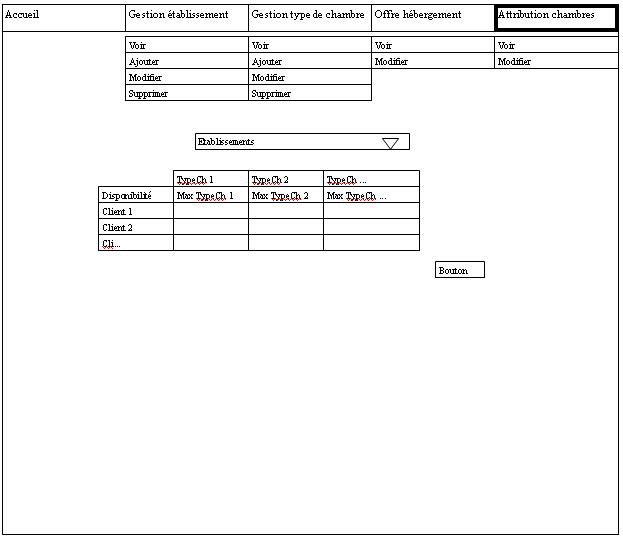 Accueil Gestion établissement Gestion type de chambre Offre hébergement Attribution chambres
Voir Voir Voir Voir
Ajouter Ajouter Modifier Modifier
Modifier Modifier
Supprimer Supprimer
Etablissements
TypeCh 1 TypeCh 2 TypeCh ...
Disponibilité Max TypeCh 1 Max TypeCh 2 Max TypeCh ...
Client 1
Client 2
Cli...
Bouton